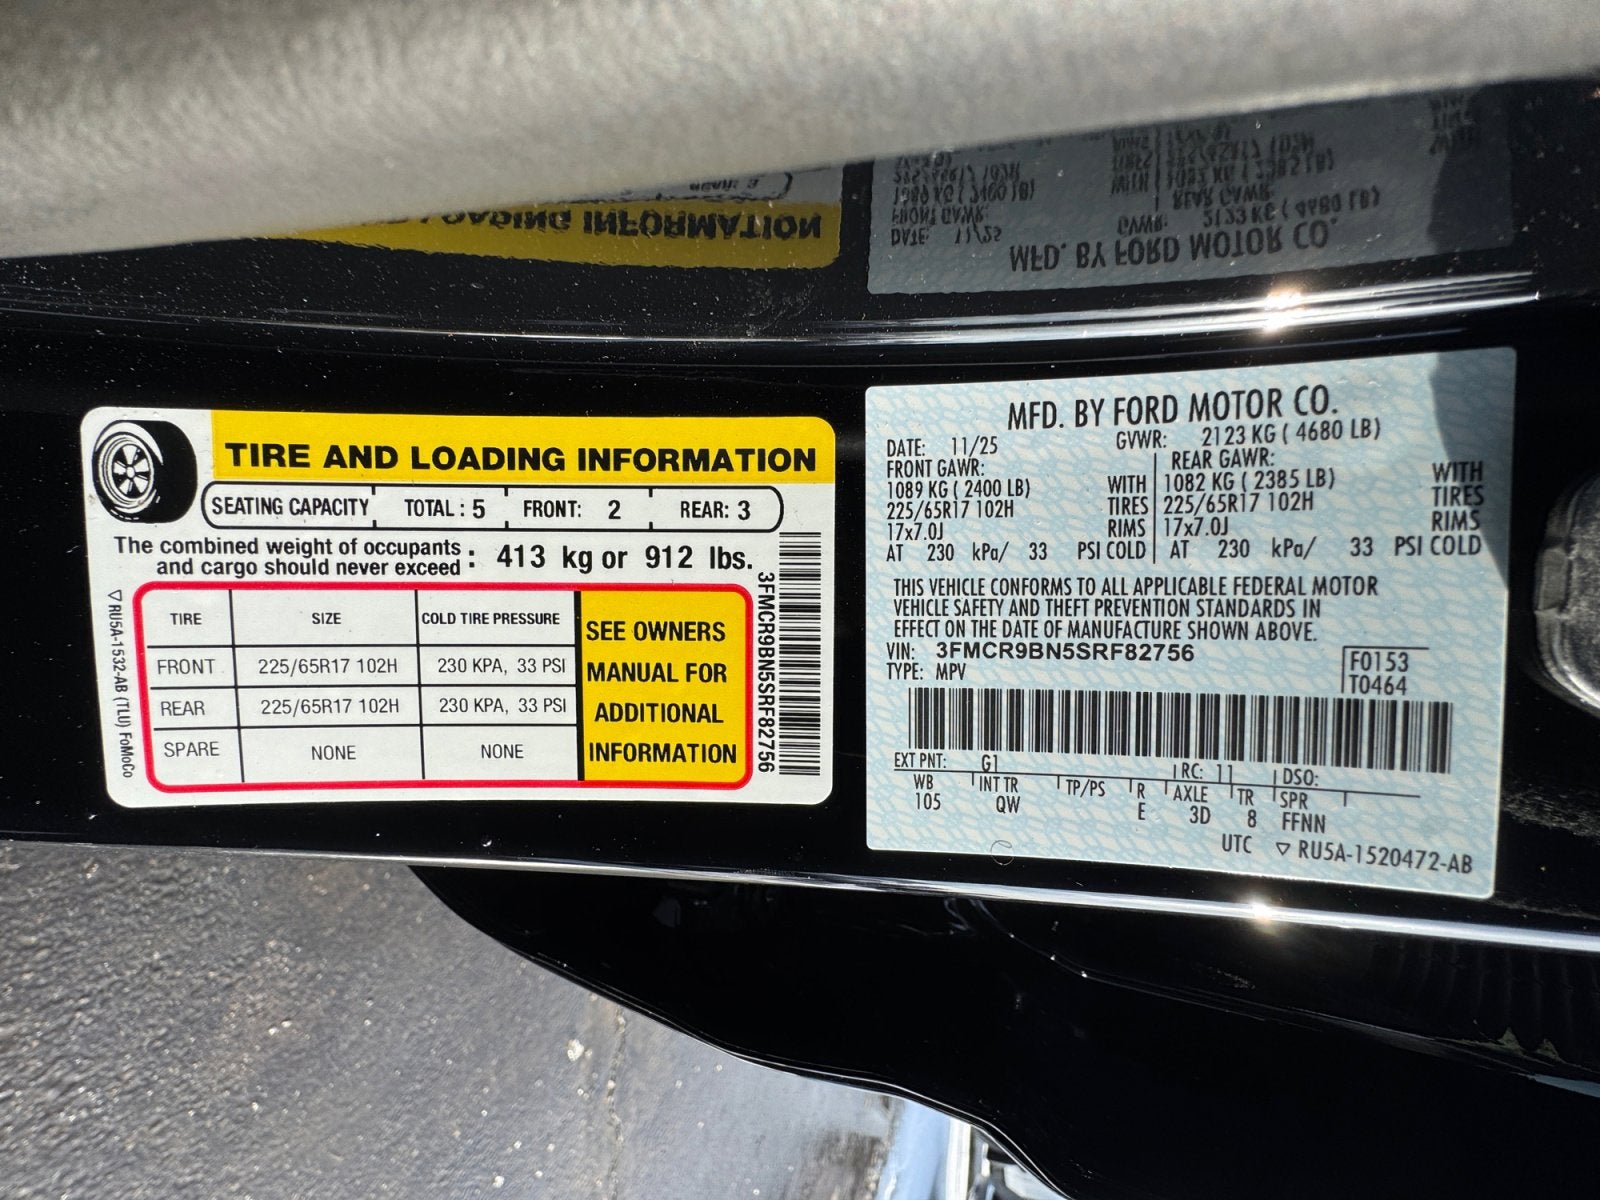 TIRE AND LOADING INFORMATION
SEATING CAPACITY TOTAL: 5 FRONT: 2 REAR: 3
The combined weight of occupants and cargo should never exceed : 413 kg or 912 lbs.
TIRE SIZE COLD TIRE PRESSURE
FRONT 225/65R17 102H 230 KPA, 33 PSI
REAR 225/65R17 102H 230 KPA, 33 PSI
SPARE NONE NONE
SEE OWNERS
MANUAL FOR
ADDITIONAL
INFORMATION
3FMCR9BN5SRF82756
▽ RU5A-1532-AB (TLU) FoMoCo
MFD. BY FORD MOTOR CO.
DATE: 11/25 GVWR: 2123 KG ( 4680 LB)
FRONT GAWR: REAR GAWR:
1089 KG ( 2400 LB) WITH 1082 KG ( 2385 LB) WITH
225/65R17 102H TIRES 225/65R17 102H TIRES
17x7.0J RIMS 17x7.0J RIMS
AT 230 kPa/ 33 PSI COLD AT 230 kPa/ 33 PSI COLD
THIS VEHICLE CONFORMS TO ALL APPLICABLE FEDERAL MOTOR
VEHICLE SAFETY AND THEFT PREVENTION STANDARDS IN
EFFECT ON THE DATE OF MANUFACTURE SHOWN ABOVE.
VIN: 3FMCR9BN5SRF82756
TYPE: MPV
F0153
T0464
EXT PNT: G1 RC: 11 DSO:
WB INT TR TP/PS R AXLE TR SPR
105 QW E 3D 8 FFNN
UTC ▽ RU5A-1520472-AB